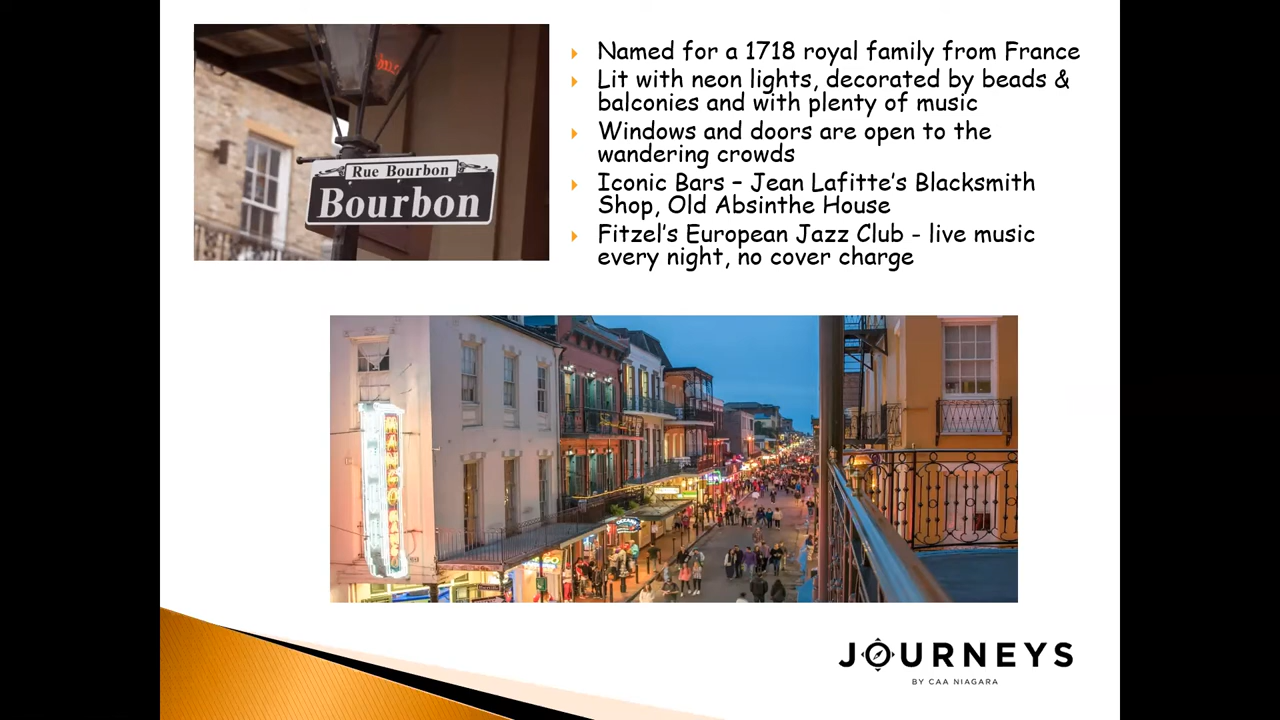 Rue Bourbon
Bourbon
Named for a 1718 royal family from France
Lit with neon lights, decorated by beads &
balconies and with plenty of music
Windows and doors are open to the
wandering crowds
Iconic Bars – Jean Lafitte's Blacksmith
Shop, Old Absinthe House
Fitzel's European Jazz Club - live music
every night, no cover charge
JOURNEYS
BY CAA NIAGARA